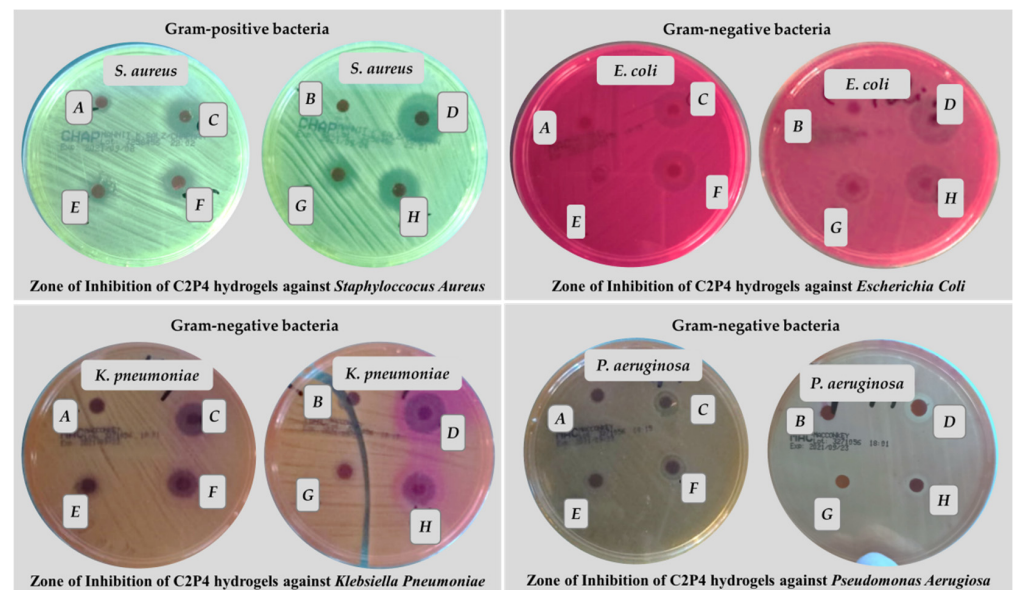 Gram-positive bacteria
S. aureus
A
C
E
F
S. aureus
B
D
G
H
Zone of Inhibition of C2P4 hydrogels against Staphyloccocus Aureus
Gram-negative bacteria
E. coli
A
C
E
F
E. coli
B
D
G
H
Zone of Inhibition of C2P4 hydrogels against Escherichia Coli
Gram-negative bacteria
K. pneumoniae
A
C
E
F
K. pneumoniae
B
D
G
H
Zone of Inhibition of C2P4 hydrogels against Klebsiella Pneumoniae
Gram-negative bacteria
P. aeruginosa
A
C
E
F
P. aeruginosa
B
D
MACCONKEY
G
H
Zone of Inhibition of C2P4 hydrogels against Pseudomonas Aerugiosa